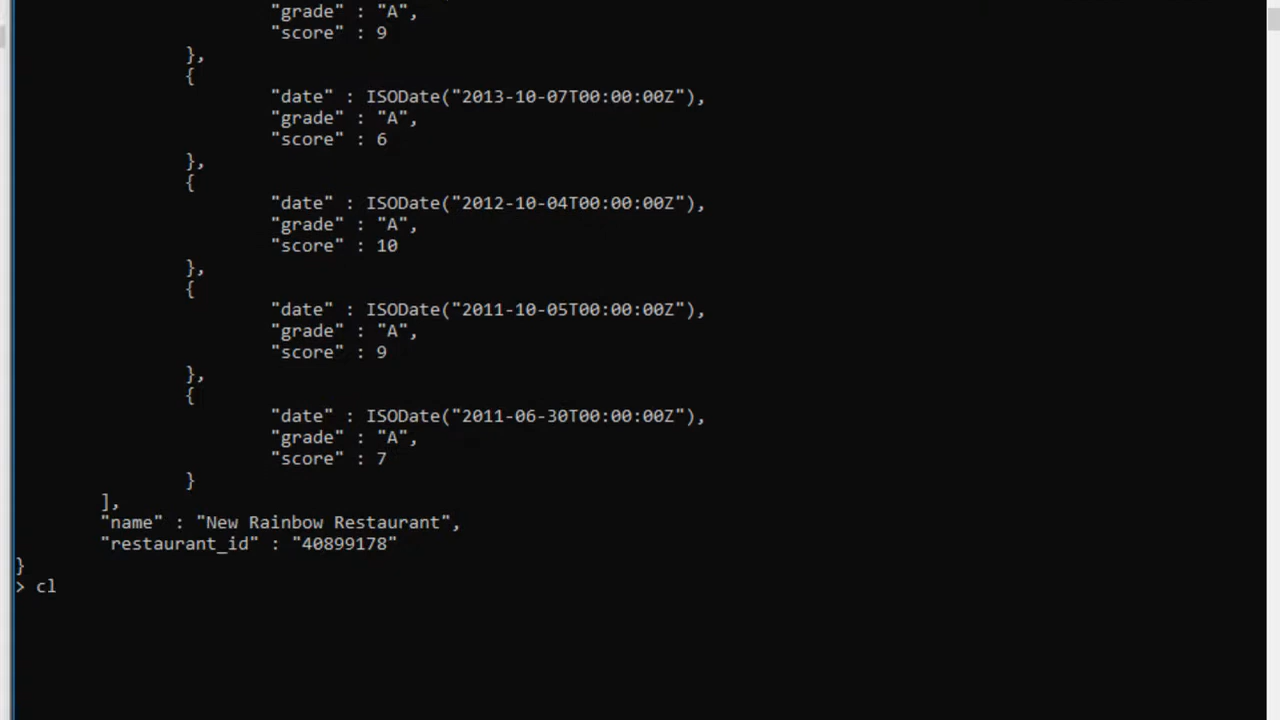 "grade" : "A",
"score" : 9
},
{
"date" : ISODate("2013-10-07T00:00:00Z"),
"grade" : "A",
"score" : 6
},
{
"date" : ISODate("2012-10-04T00:00:00Z"),
"grade" : "A",
"score" : 10
},
{
"date" : ISODate("2011-10-05T00:00:00Z"),
"grade" : "A",
"score" : 9
},
{
"date" : ISODate("2011-06-30T00:00:00Z"),
"grade" : "A",
"score" : 7
}
],
"name" : "New Rainbow Restaurant",
"restaurant_id" : "40899178"
}
> cl